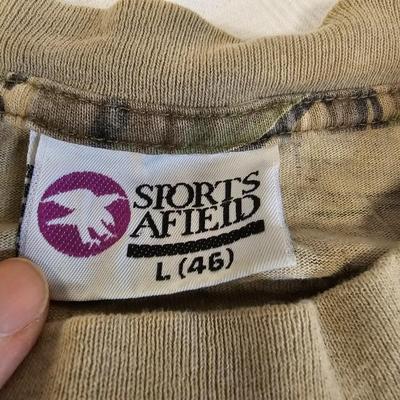 SPORTS
AFIELD
L (46)